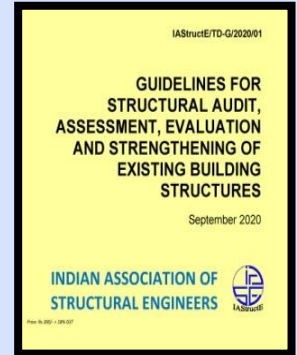 IAStructE/TD-G/2020/01
GUIDELINES FOR
STRUCTURAL AUDIT,
ASSESSMENT, EVALUATION
AND STRENGTHENING OF
EXISTING BUILDING
STRUCTURES
September 2020
INDIAN ASSOCIATION OF
STRUCTURAL ENGINEERS
IAStructE